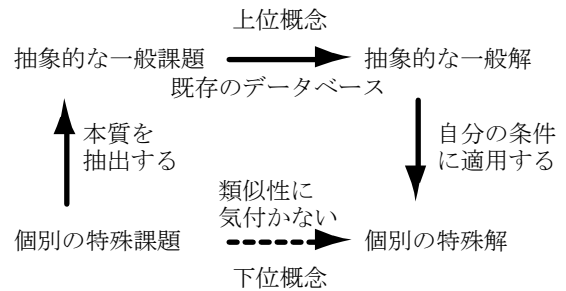 上位概念
抽象的な一般課題
抽象的な一般解
既存のデータベース
本質を
抽出する
自分の条件
に適用する
類似性に
気付かない
個別の特殊課題
個別の特殊解
下位概念